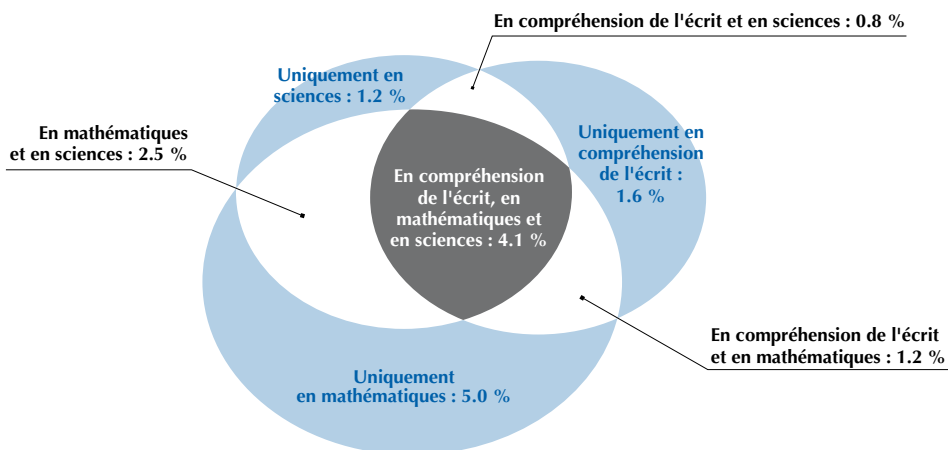 En compréhension de l'écrit et en sciences : 0.8 %
Uniquement en
sciences : 1.2 %
En mathématiques
et en sciences : 2.5 %
Uniquement en
compréhension
de l'écrit :
1.6 %
En compréhension
de l'écrit, en
mathématiques et
en sciences : 4.1 %
En compréhension de l'écrit
et en mathématiques : 1.2 %
Uniquement
en mathématiques : 5.0 %